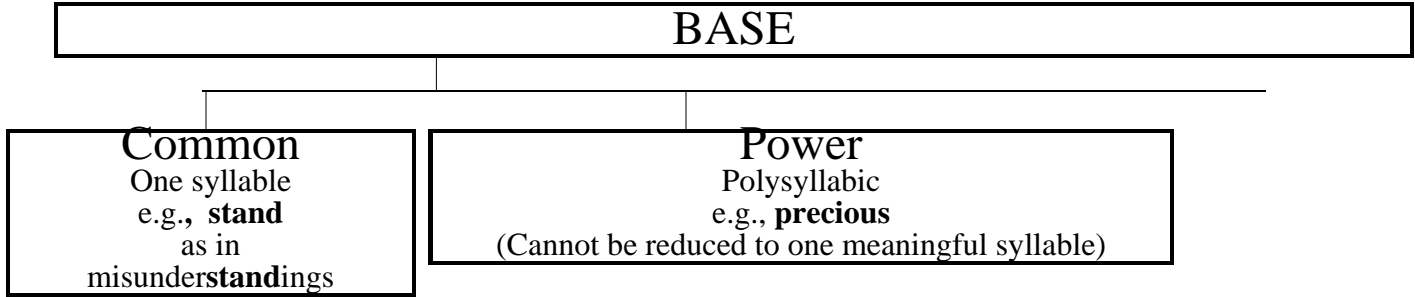 BASE
Common
One syllable
e.g., stand
as in
misunderstandings
Power
Polysyllabic
e.g., precious
(Cannot be reduced to one meaningful syllable)